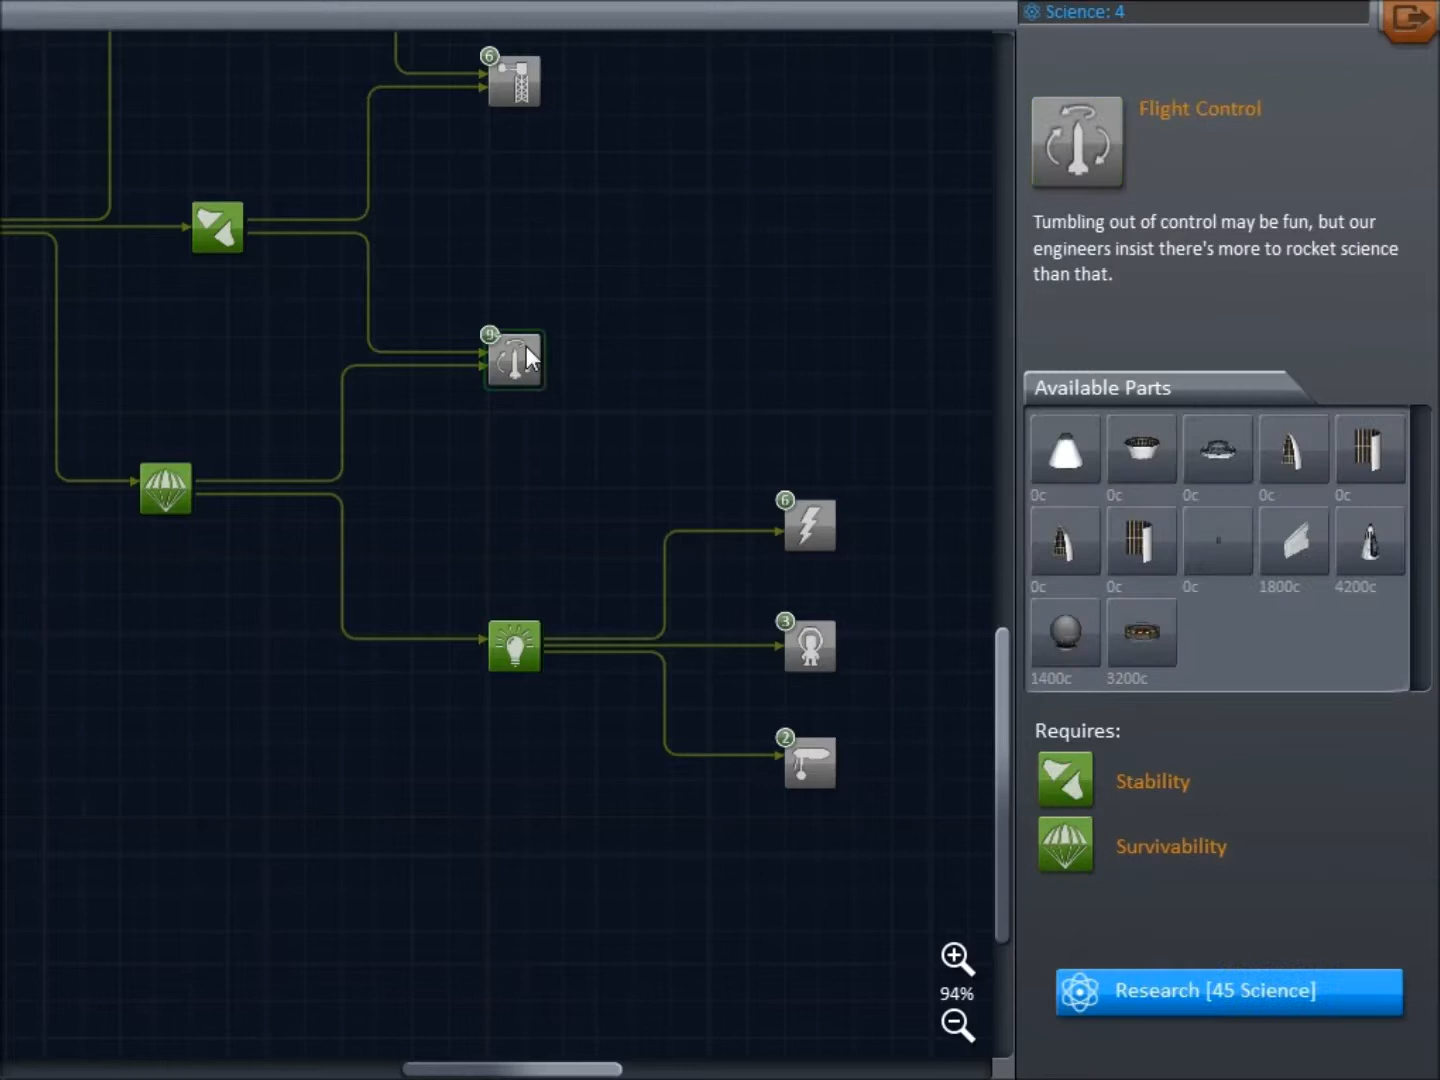 Science: 4
6
Flight Control
Tumbling out of control may be fun, but our
engineers insist there's more to rocket science
than that.
9
Available Parts
0c 0c 0c 0c 0c
0c 0c 0c 1800c 4200c
1400c 3200c
6
3
2
Requires:
Stability
Survivability
94%
Research [45 Science]